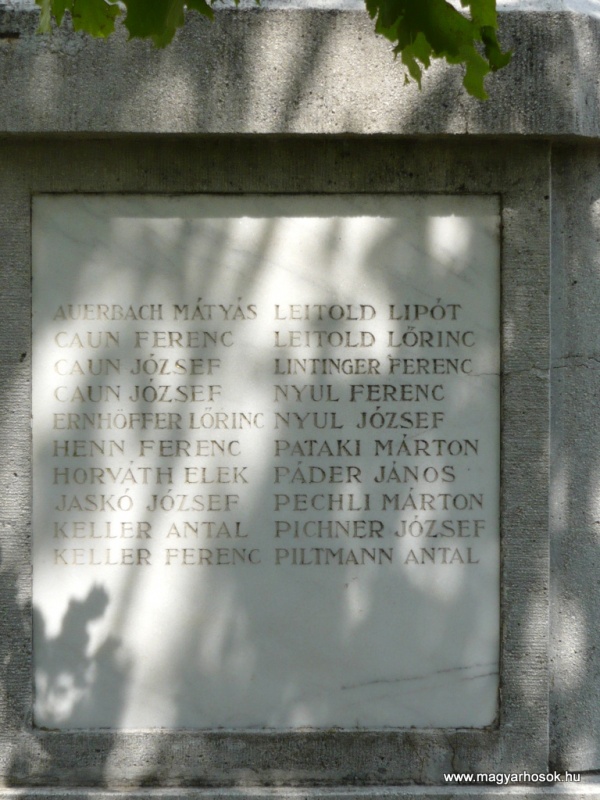 AUERBACH MÁTYÁS
CAUN FERENC
CAUN JÓZSEF
CAUN JÓZSEF
ERNHÖFFER LŐRINC
HENN FERENC
HORVÁTH ELEK
JASKÓ JÓZSEF
KELLER ANTAL
KELLER FERENC
LEITOLD LIPÓT
LEITOLD LŐRINC
LINTINGER FERENC
NYUL FERENC
NYUL JÓZSEF
PATAKI MÁRTON
PÁDER JÁNOS
PECHLI MÁRTON
PICHNER JÓZSEF
PILTMANN ANTAL
www.magyarhosok.hu